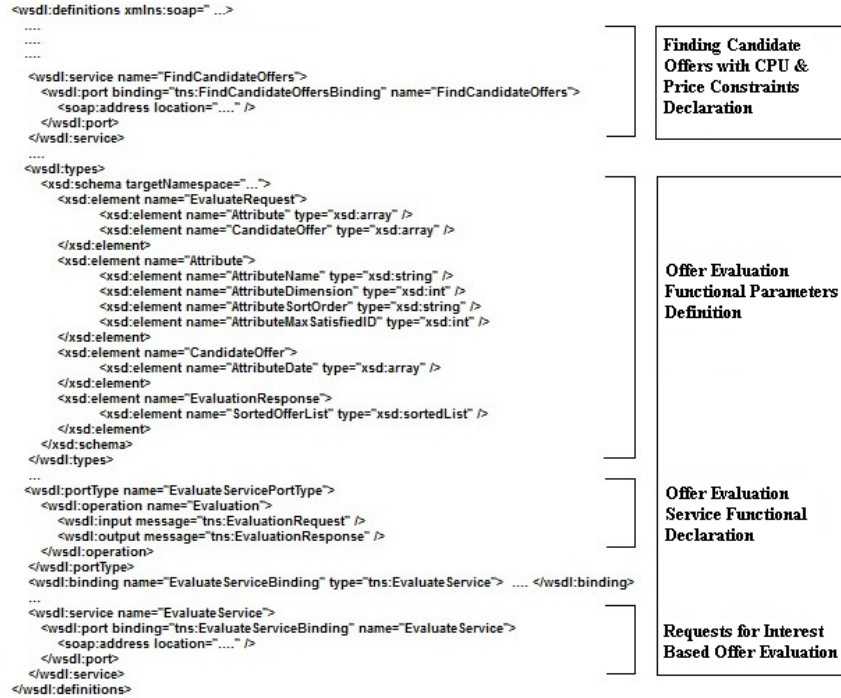 <wsdl:definitions xmlns:soap=" ...>
....
....
....
<wsdl:service name="FindCandidateOffers">
<wsdl:port binding="tns:FindCandidateOffersBinding" name="FindCandidateOffers">
<soap:address location="...." />
</wsdl:port>
</wsdl:service>
....
<wsdl:types>
<xsd:schema targetNamespace="...">
<xsd:element name="EvaluateRequest">
<xsd:element name="Attribute" type="xsd:array" />
<xsd:element name="CandidateOffer" type="xsd:array" />
</xsd:element>
<xsd:element name="Attribute">
<xsd:element name="AttributeName" type="xsd:string" />
<xsd:element name="AttributeDimension" type="xsd:int" />
<xsd:element name="AttributeSortOrder" type="xsd:string" />
<xsd:element name="AttributeMaxSatisfiedID" type="xsd:int" />
</xsd:element>
<xsd:element name="CandidateOffer">
<xsd:element name="AttributeDate" type="xsd:array" />
</xsd:element>
<xsd:element name="EvaluationResponse">
<xsd:element name="SortedOfferList" type="xsd:sortedList" />
</xsd:element>
</xsd:schema>
</wsdl:types>
...
<wsdl:portType name="EvaluateServicePortType">
<wsdl:operation name="Evaluation">
<wsdl:input message="tns:EvaluationRequest" />
<wsdl:output message="tns:EvaluationResponse" />
</wsdl:operation>
</wsdl:portType>
<wsdl:binding name="EvaluateServiceBinding" type="tns:EvaluateService"> .... </wsdl:binding>
...
<wsdl:service name="EvaluateService">
<wsdl:port binding="tns:EvaluateServiceBinding" name="EvaluateService">
<soap:address location="...." />
</wsdl:port>
</wsdl:service>
</wsdl:definitions>
Finding Candidate
Offers with CPU &
Price Constraints
Declaration
Offer Evaluation
Functional Parameters
Definition
Offer Evaluation
Service Functional
Declaration
Requests for Interest
Based Offer Evaluation